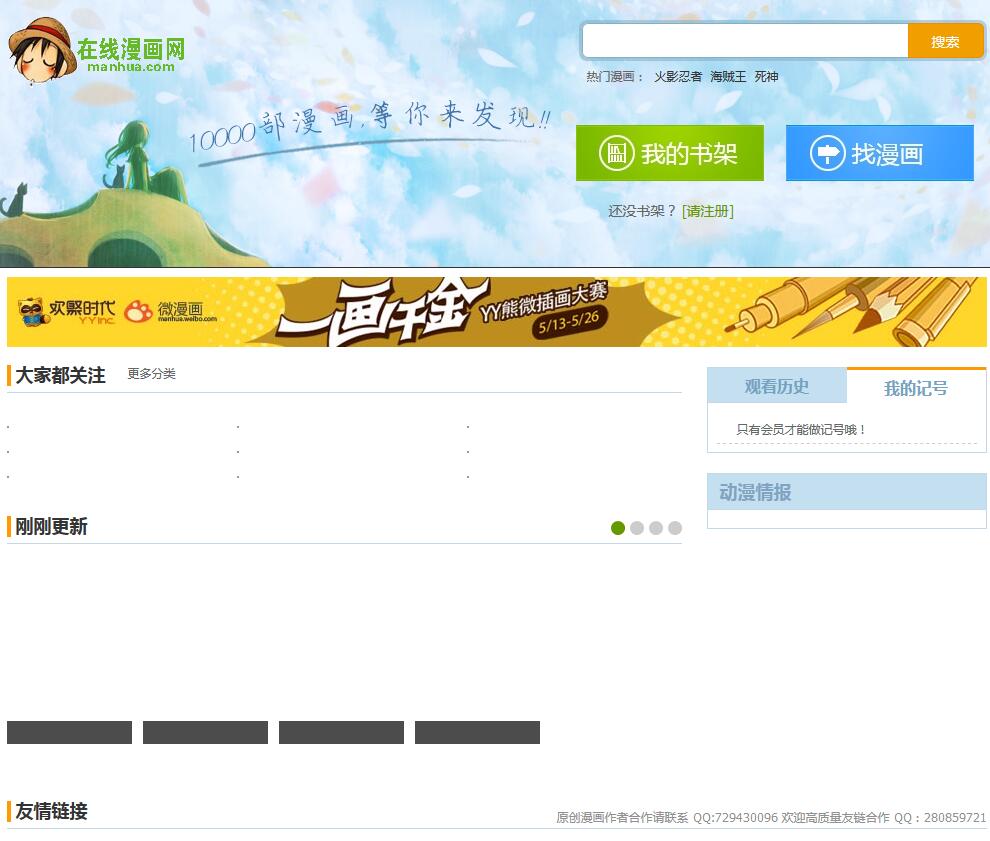 在线漫画网
manhua.com
搜索
热门漫画： 火影忍者 海贼王 死神
10000部漫画,等你来发现!!
我的书架
找漫画
还没书架？[请注册]
欢聚时代
YYINC
微漫画
manhua.weibo.com
一画千金
YY熊微插画大赛
5/13-5/26
大家都关注 更多分类
观看历史 我的记号
只有会员才能做记号哦！
动漫情报
刚刚更新
友情链接
原创漫画作者合作请联系 QQ:729430096 欢迎高质量友链合作 QQ：280859721